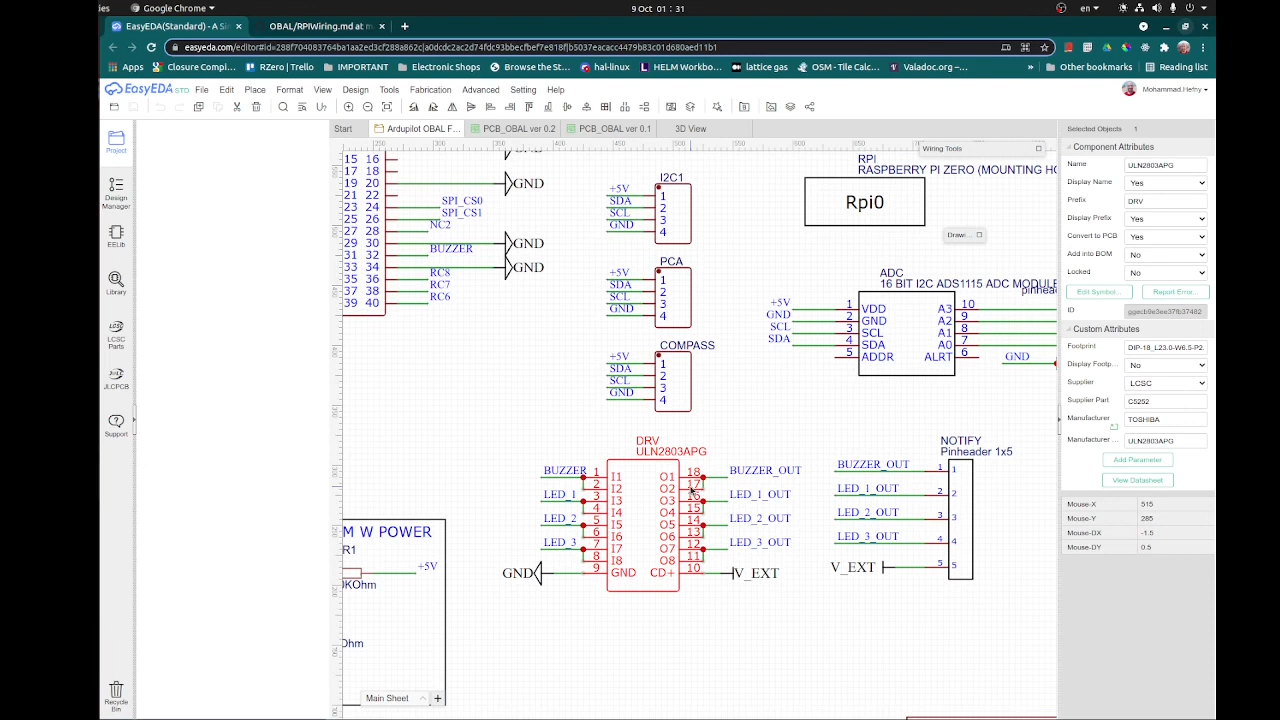 ies
Google Chrome
9 Oct 01 : 31
en
EasyEDA(Standard) - A Si
OBAL/RPIWiring.md at m
easyeda.com/editor#id=288f704083764ba1aa2ed3cf288a862c|a0dcdc2ac2d74fdc93bbecfbef7e818f|b5037eacacc4479b83c01d680aed11b1
Apps
Closure Compil...
RZero | Trello
IMPORTANT
Electronic Shops
Browse the St...
hal-linux
HELM Workbo...
lattice gas
OSM - Tile Calc...
Valadoc.org –...
»
Other bookmarks
Reading list
EasyEDA STD
File
Edit
Place
Format
View
Design
Tools
Fabrication
Advanced
Setting
Help
Mohammad.Hefny
Start
Ardupilot OBAL F...
PCB_OBAL ver 0.2
PCB_OBAL ver 0.1
3D View
Project
Design Manager
EELib
Library
LCSC Parts
JLCPCB
Support
Recycle Bin
Wiring Tools
Drawi...
15 16
17 18
19 20 GND
21 22
23 24 SPI_CS0
25 26 SPI_CS1
27 28 NC2
29 30 GND
31 32 BUZZER
33 34 GND
35 36 RC8
37 38 RC7
39 40 RC6
I2C1
+5V 1
SDA 2
SCL 3
GND 4
PCA
+5V 1
SDA 2
SCL 3
GND 4
COMPASS
+5V 1
SDA 2
SCL 3
GND 4
RPI
RASPBERRY PI ZERO (MOUNTING HO
Rpi0
ADC
16 BIT I2C ADS1115 ADC MODULE
pinhead
+5V 1 VDD A3 10
GND 2 GND A2 9
SCL 3 SCL A1 8
SDA 4 SDA A0 7
5 ADDR ALRT 6
GND
DRV
ULN2803APG
BUZZER 1 I1 O1 18 BUZZER_OUT
2 I2 O2 17
LED_1 3 I3 O3 16 LED_1_OUT
4 I4 O4 15
LED_2 5 I5 O5 14 LED_2_OUT
6 I6 O6 13
LED_3 7 I7 O7 12 LED_3_OUT
8 I8 O8 11
GND 9 GND CD+ 10 V_EXT
NOTIFY
Pinheader 1x5
BUZZER_OUT 1 1
LED_1_OUT 2 2
LED_2_OUT 3 3
LED_3_OUT 4 4
V_EXT 5 5
M W POWER
R1
+5V
0KOhm
Ohm
Main Sheet
Selected Objects 1
Component Attributes
Name ULN2803APG
Display Name Yes
Prefix DRV
Display Prefix Yes
Convert to PCB Yes
Add into BOM No
Locked No
Edit Symbol...
Report Error...
ID ggecb9e3ee37fb37482
Custom Attributes
Footprint DIP-18_L23.0-W6.5-P2.
Display Footp... No
Supplier LCSC
Supplier Part C5252
Manufacturer TOSHIBA
Manufacturer ... ULN2803APG
Add Parameter
View Datasheet
Mouse-X 515
Mouse-Y 285
Mouse-DX -1.5
Mouse-DY 0.5